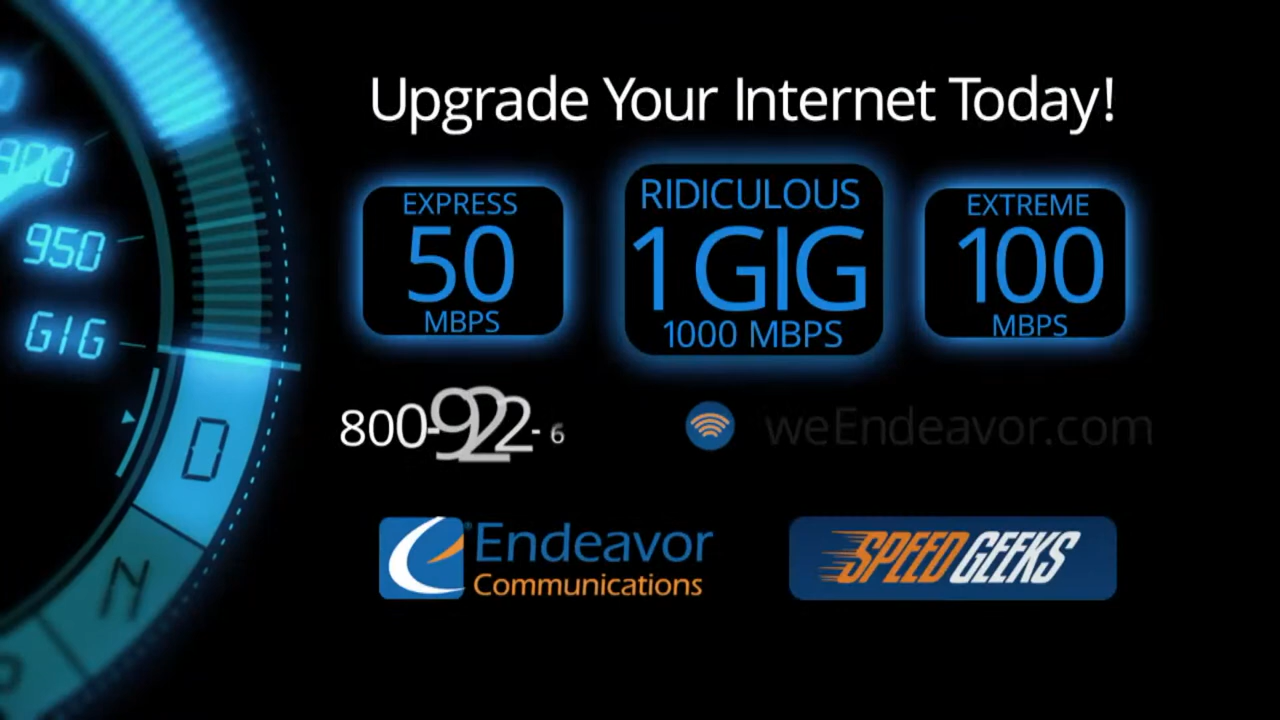 Upgrade Your Internet Today!
EXPRESS
50
MBPS
RIDICULOUS
1 GIG
1000 MBPS
EXTREME
100
MBPS
800-922-6
weEndeavor.com
Endeavor®
Communications
SPEED GEEKS
950
GIG
D
N